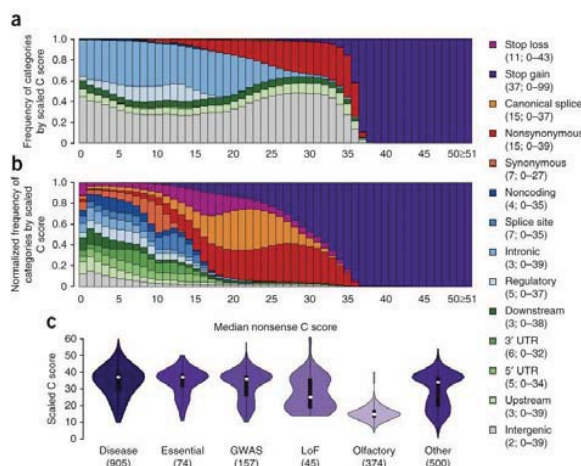 a
1.0
0.8
0.6
0.4
0.2
0
Frequency of categories
by scaled C score
0 5 10 15 20 25 30 35 40 45 50≥51
b
1.0
0.8
0.6
0.4
0.2
0
Normalized frequency of
categories by scaled
C score
0 5 10 15 20 25 30 35 40 45 50≥51
Stop loss
(11; 0–43)
Stop gain
(37; 0–99)
Canonical splice
(15; 0–37)
Nonsynonymous
(15; 0–39)
Synonymous
(7; 0–27)
Noncoding
(4; 0–35)
Splice site
(7; 0–35)
Intronic
(3; 0–39)
Regulatory
(5; 0–37)
Downstream
(3; 0–38)
3′ UTR
(6; 0–32)
5′ UTR
(5; 0–34)
Upstream
(3; 0–39)
Intergenic
(2; 0–39)
c
Median nonsense C score
60
50
40
30
20
10
0
Scaled C score
Disease Essential GWAS LoF Olfactory Other
(905) (74) (157) (45) (374) (500)